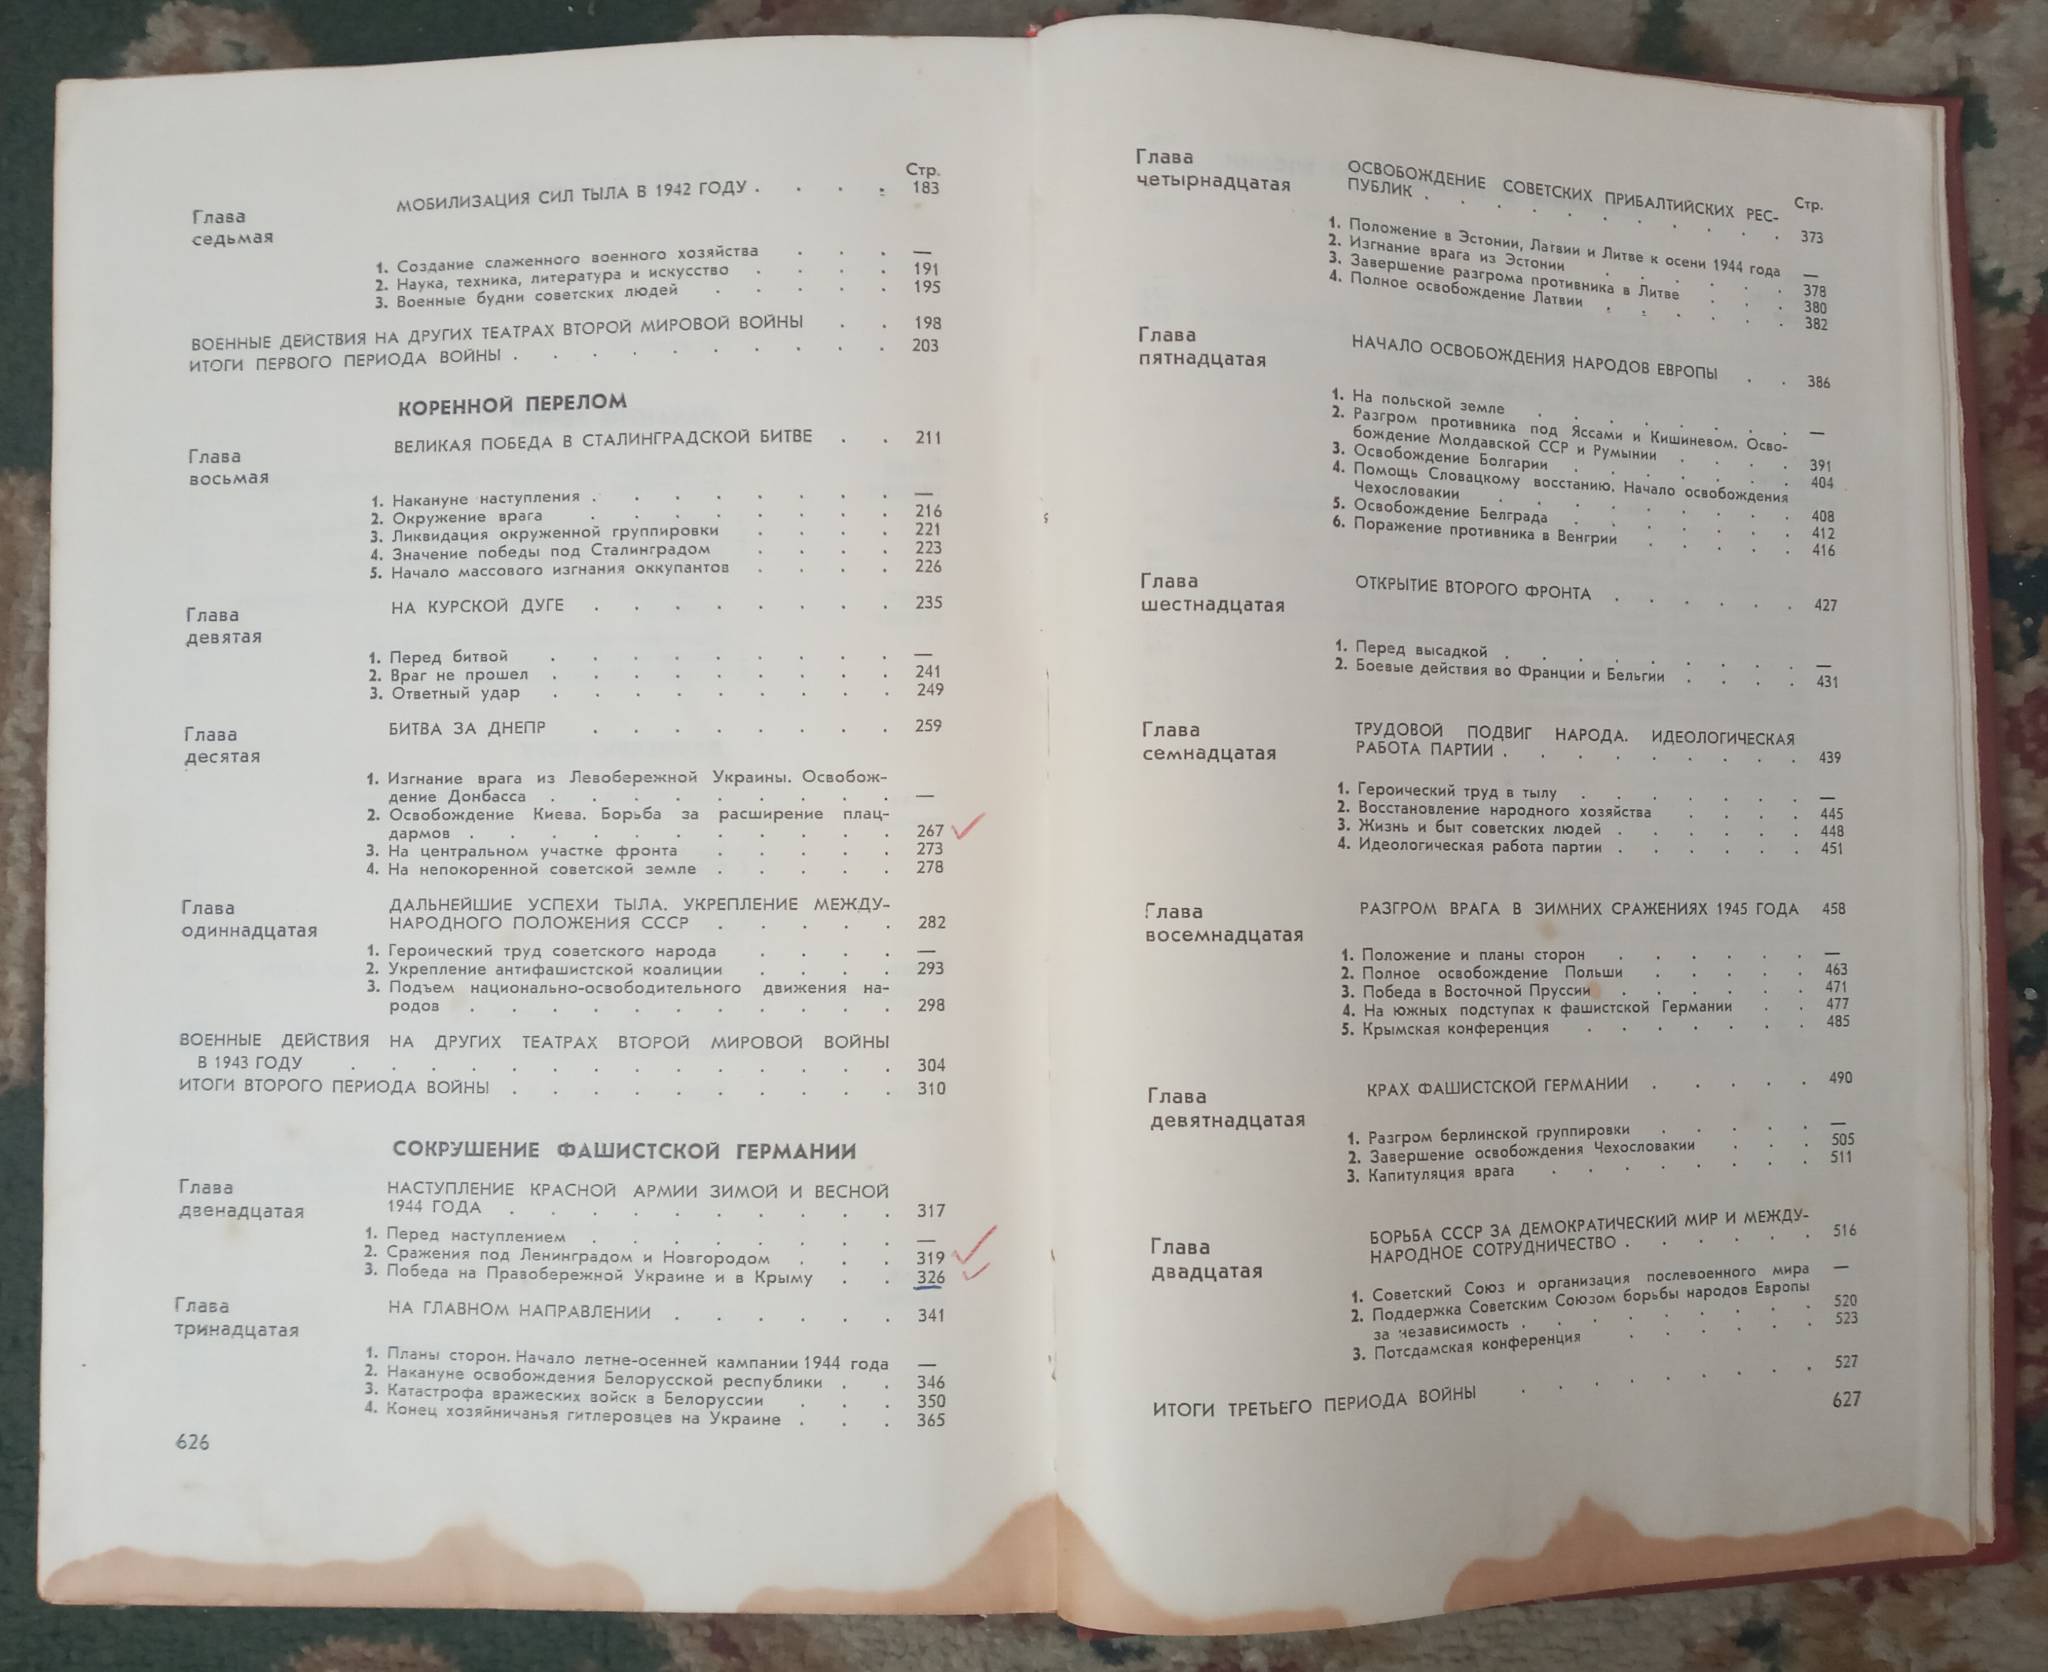 Стр.
Глава
седьмая
МОБИЛИЗАЦИЯ СИЛ ТЫЛА В 1942 ГОДУ . . . . 183
1. Создание слаженного военного хозяйства . . . —
2. Наука, техника, литература и искусство . . . . 191
3. Военные будни советских людей . . . . . 195
ВОЕННЫЕ ДЕЙСТВИЯ НА ДРУГИХ ТЕАТРАХ ВТОРОЙ МИРОВОЙ ВОЙНЫ . . 198
ИТОГИ ПЕРВОГО ПЕРИОДА ВОЙНЫ . . . . . . . . . . 203
КОРЕННОЙ ПЕРЕЛОМ
Глава
восьмая
ВЕЛИКАЯ ПОБЕДА В СТАЛИНГРАДСКОЙ БИТВЕ . . 211
1. Накануне наступления . . . . . . . . —
2. Окружение врага . . . . . . . . 216
3. Ликвидация окруженной группировки . . . . 221
4. Значение победы под Сталинградом . . . . 223
5. Начало массового изгнания оккупантов . . . . 226
Глава
девятая
НА КУРСКОЙ ДУГЕ . . . . . . . . 235
1. Перед битвой . . . . . . . . . —
2. Враг не прошел . . . . . . . . . 241
3. Ответный удар . . . . . . . . . 249
Глава
десятая
БИТВА ЗА ДНЕПР . . . . . . . . 259
1. Изгнание врага из Левобережной Украины. Освобож-
дение Донбасса . . . . . . . . . —
2. Освобождение Киева. Борьба за расширение плац-
дармов . . . . . . . . . . . 267
3. На центральном участке фронта . . . . . 273
4. На непокоренной советской земле . . . . . 278
Глава
одиннадцатая
ДАЛЬНЕЙШИЕ УСПЕХИ ТЫЛА. УКРЕПЛЕНИЕ МЕЖДУ-
НАРОДНОГО ПОЛОЖЕНИЯ СССР . . . . . 282
1. Героический труд советского народа . . . . —
2. Укрепление антифашистской коалиции . . . . 293
3. Подъем национально-освободительного движения на-
родов . . . . . . . . . . . 298
ВОЕННЫЕ ДЕЙСТВИЯ НА ДРУГИХ ТЕАТРАХ ВТОРОЙ МИРОВОЙ ВОЙНЫ
В 1943 ГОДУ . . . . . . . . . . . . . . 304
ИТОГИ ВТОРОГО ПЕРИОДА ВОЙНЫ . . . . . . . . . . 310
СОКРУШЕНИЕ ФАШИСТСКОЙ ГЕРМАНИИ
Глава
двенадцатая
НАСТУПЛЕНИЕ КРАСНОЙ АРМИИ ЗИМОЙ И ВЕСНОЙ
1944 ГОДА . . . . . . . . . . 317
1. Перед наступлением . . . . . . . . —
2. Сражения под Ленинградом и Новгородом . . . 319
3. Победа на Правобережной Украине и в Крыму . . 326
Глава
тринадцатая
НА ГЛАВНОМ НАПРАВЛЕНИИ . . . . . . 341
1. Планы сторон. Начало летне-осенней кампании 1944 года —
2. Накануне освобождения Белорусской республики . . 346
3. Катастрофа вражеских войск в Белоруссии . . . 350
4. Конец хозяйничанья гитлеровцев на Украине . . . 365
626
Глава
четырнадцатая
Стр.
ОСВОБОЖДЕНИЕ СОВЕТСКИХ ПРИБАЛТИЙСКИХ РЕС-
ПУБЛИК . . . . . . . . . . 373
1. Положение в Эстонии, Латвии и Литве к осени 1944 года —
2. Изгнание врага из Эстонии . . . . . 378
3. Завершение разгрома противника в Литве . . . 380
4. Полное освобождение Латвии . . . . . . 382
Глава
пятнадцатая
НАЧАЛО ОСВОБОЖДЕНИЯ НАРОДОВ ЕВРОПЫ . . 386
1. На польской земле . . . . . . . —
2. Разгром противника под Яссами и Кишиневом. Осво-
бождение Молдавской ССР и Румынии . . . . 391
3. Освобождение Болгарии . . . . . . 404
4. Помощь Словацкому восстанию. Начало освобождения
Чехословакии . . . . . . . . 408
5. Освобождение Белграда . . . . . . 412
6. Поражение противника в Венгрии . . . . . 416
Глава
шестнадцатая
ОТКРЫТИЕ ВТОРОГО ФРОНТА . . . . . . 427
1. Перед высадкой . . . . . . . . . —
2. Боевые действия во Франции и Бельгии . . . . 431
Глава
семнадцатая
ТРУДОВОЙ ПОДВИГ НАРОДА. ИДЕОЛОГИЧЕСКАЯ
РАБОТА ПАРТИИ . . . . . . . . . 439
1. Героический труд в тылу . . . . . . . —
2. Восстановление народного хозяйства . . . . 445
3. Жизнь и быт советских людей . . . . . . 448
4. Идеологическая работа партии . . . . . . 451
Глава
восемнадцатая
РАЗГРОМ ВРАГА В ЗИМНИХ СРАЖЕНИЯХ 1945 ГОДА 458
1. Положение и планы сторон . . . . . . —
2. Полное освобождение Польши . . . . . 463
3. Победа в Восточной Пруссии . . . . . . 471
4. На южных подступах к фашистской Германии . . 477
5. Крымская конференция . . . . . . . 485
Глава
девятнадцатая
КРАХ ФАШИСТСКОЙ ГЕРМАНИИ . . . . . 490
1. Разгром берлинской группировки . . . . . —
2. Завершение освобождения Чехословакии . . . 505
3. Капитуляция врага . . . . . . . . 511
Глава
двадцатая
БОРЬБА СССР ЗА ДЕМОКРАТИЧЕСКИЙ МИР И МЕЖДУ-
НАРОДНОЕ СОТРУДНИЧЕСТВО . . . . . . 516
1. Советский Союз и организация послевоенного мира —
2. Поддержка Советским Союзом борьбы народов Европы
за независимость . . . . . . . . . 520
3. Потсдамская конференция . . . . . . 523
ИТОГИ ТРЕТЬЕГО ПЕРИОДА ВОЙНЫ . . . . . . . . . 527
627